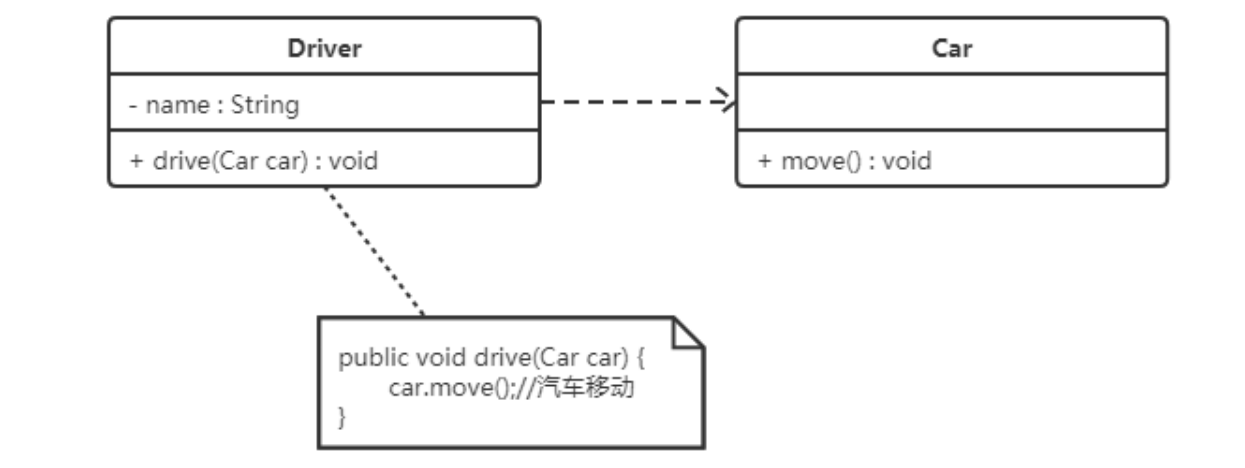 Driver
- name : String
+ drive(Car car) : void
Car
+ move() : void
public void drive(Car car) {
car.move();//汽车移动
}